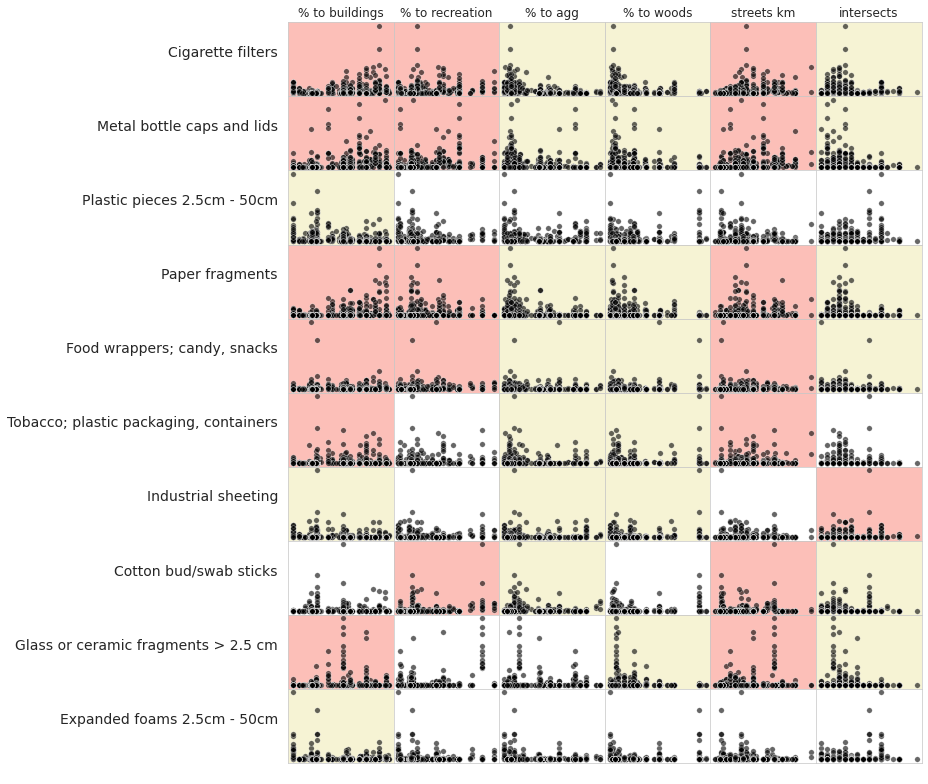 % to buildings % to recreation % to agg % to woods streets km intersects
Cigarette filters
Metal bottle caps and lids
Plastic pieces 2.5cm - 50cm
Paper fragments
Food wrappers; candy, snacks
Tobacco; plastic packaging, containers
Industrial sheeting
Cotton bud/swab sticks
Glass or ceramic fragments > 2.5 cm
Expanded foams 2.5cm - 50cm